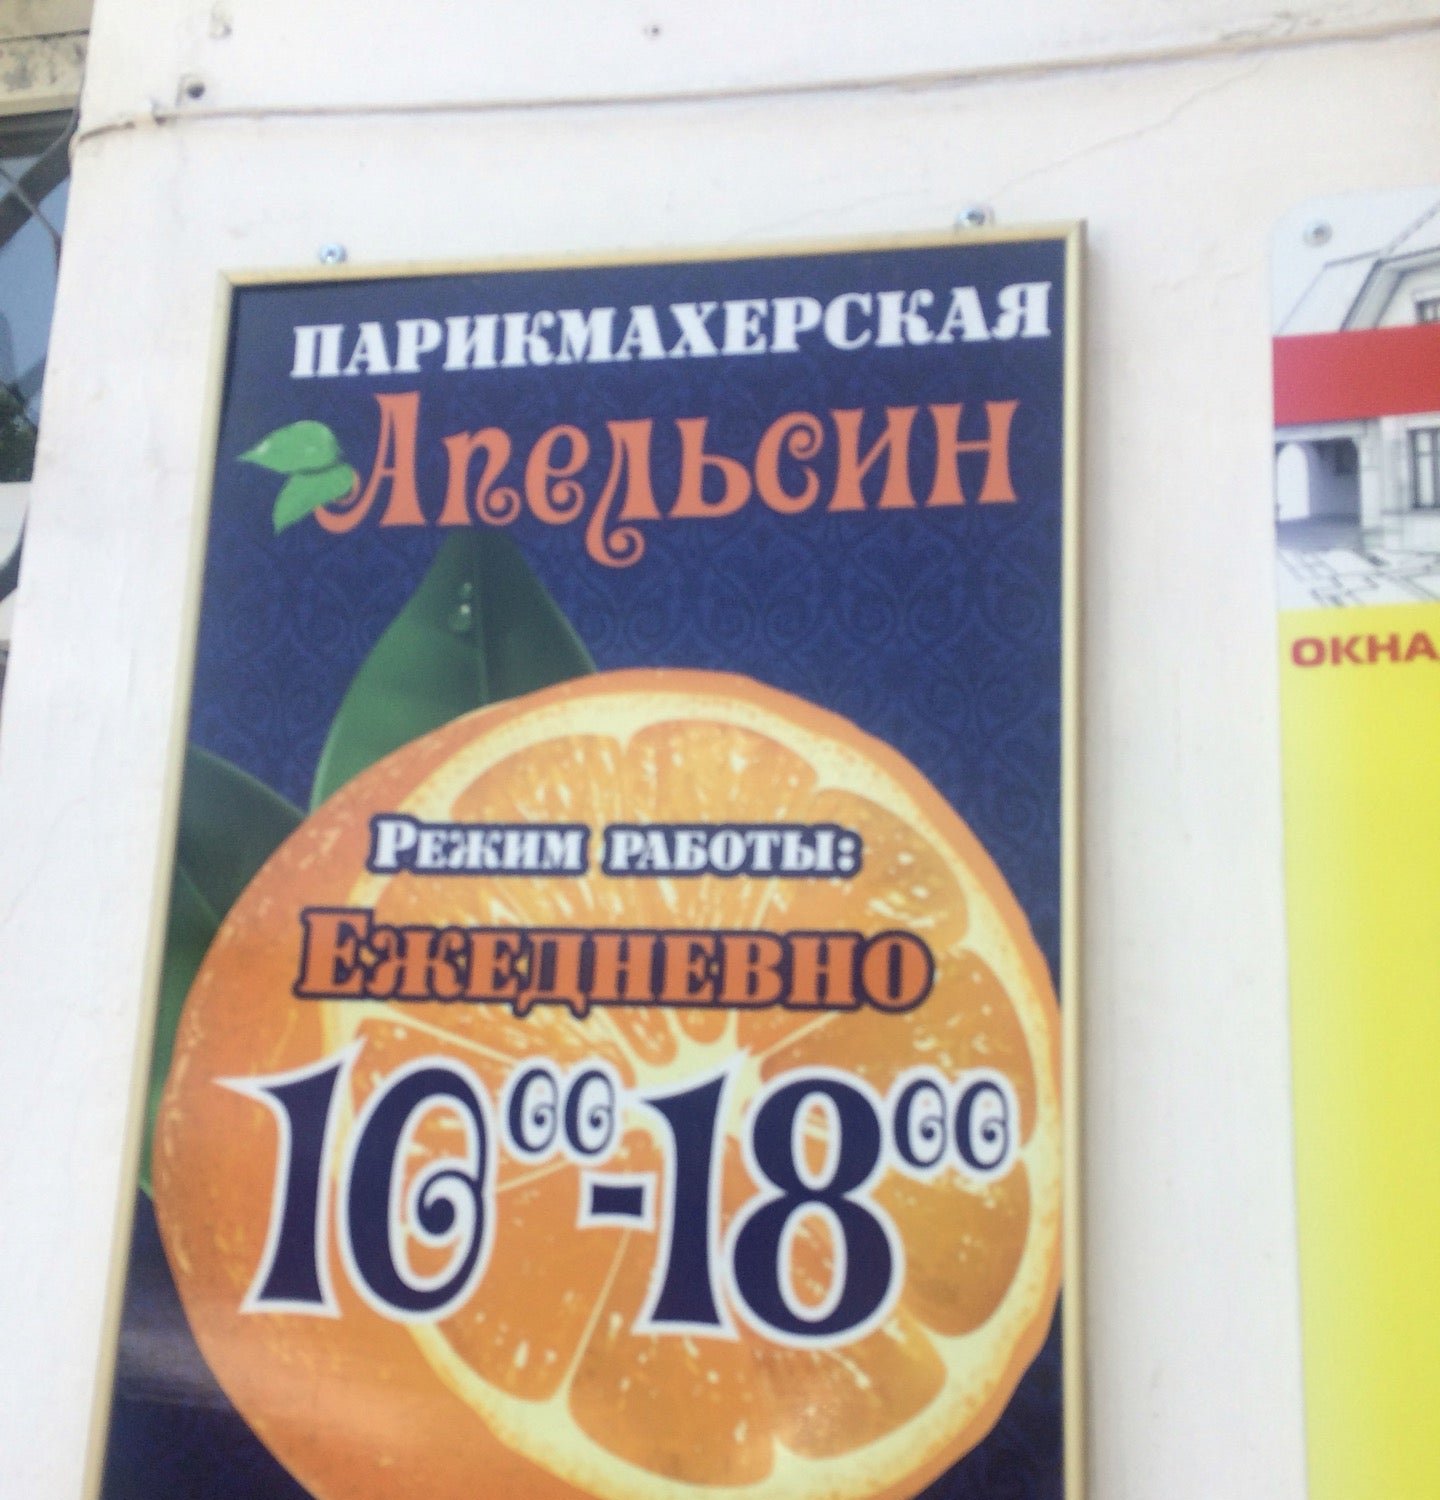 ПАРИКМАХЕРСКАЯ
Апельсин
Режим работы:
Ежедневно
10⁰⁰-18⁰⁰
ОКНА